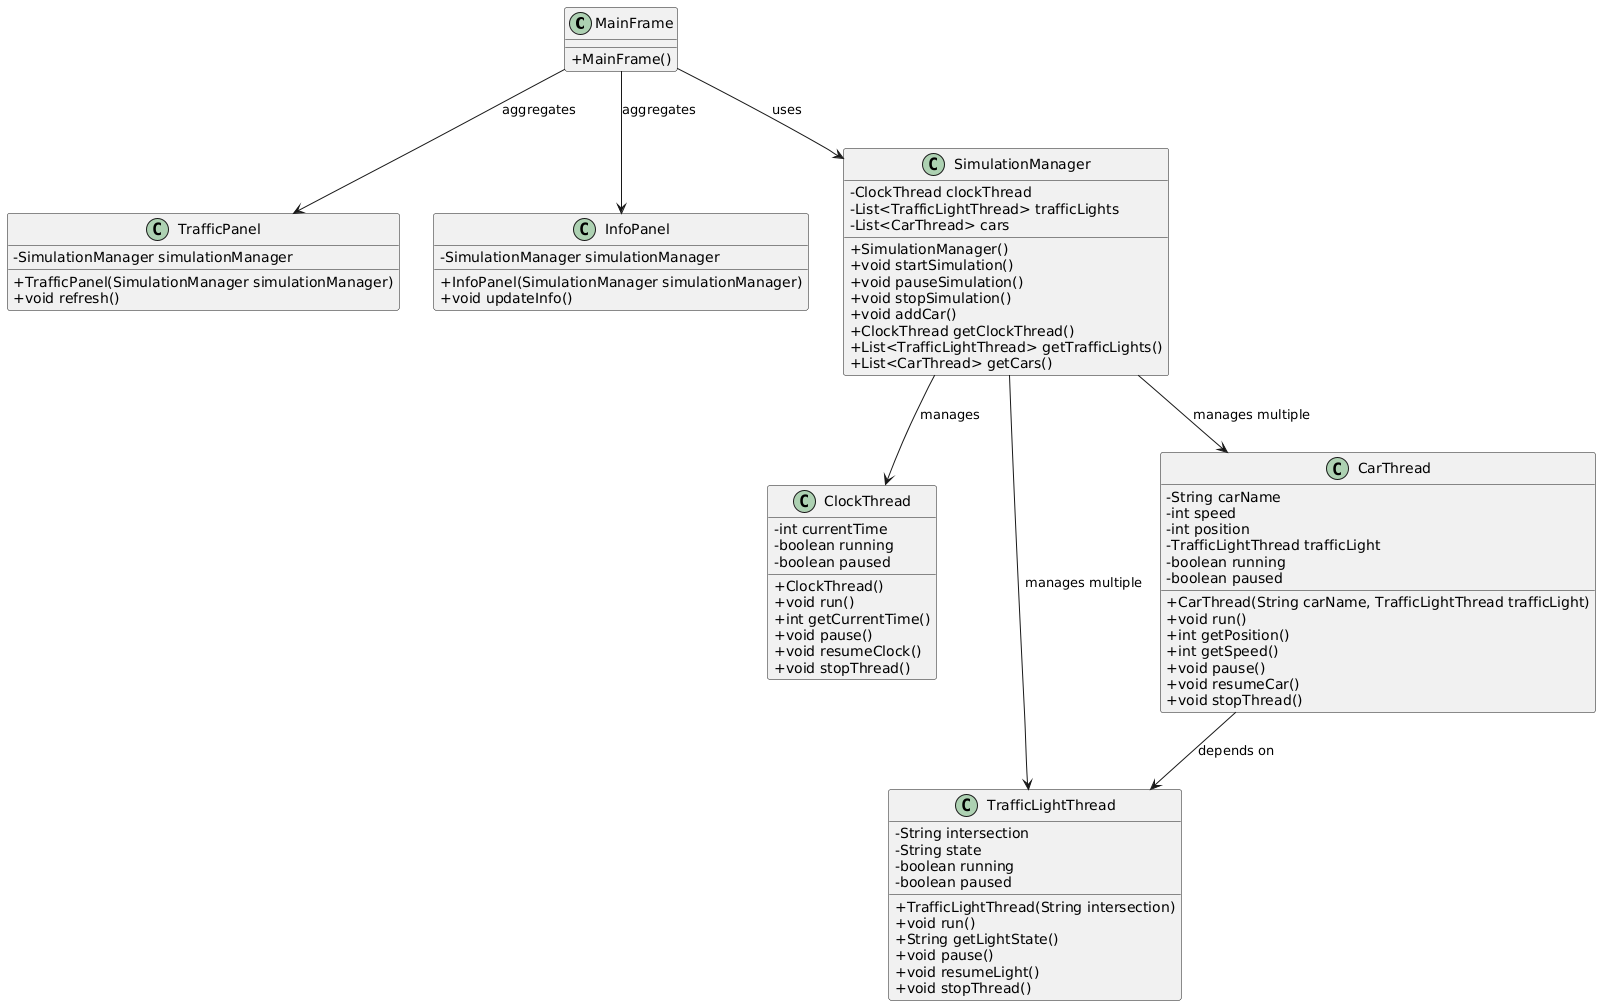 C MainFrame
+MainFrame()
aggregates
aggregates
uses
C TrafficPanel
-SimulationManager simulationManager
+TrafficPanel(SimulationManager simulationManager)
+void refresh()
C InfoPanel
-SimulationManager simulationManager
+InfoPanel(SimulationManager simulationManager)
+void updateInfo()
C SimulationManager
-ClockThread clockThread
-List<TrafficLightThread> trafficLights
-List<CarThread> cars
+SimulationManager()
+void startSimulation()
+void pauseSimulation()
+void stopSimulation()
+void addCar()
+ClockThread getClockThread()
+List<TrafficLightThread> getTrafficLights()
+List<CarThread> getCars()
manages
manages multiple
manages multiple
C ClockThread
-int currentTime
-boolean running
-boolean paused
+ClockThread()
+void run()
+int getCurrentTime()
+void pause()
+void resumeClock()
+void stopThread()
C CarThread
-String carName
-int speed
-int position
-TrafficLightThread trafficLight
-boolean running
-boolean paused
+CarThread(String carName, TrafficLightThread trafficLight)
+void run()
+int getPosition()
+int getSpeed()
+void pause()
+void resumeCar()
+void stopThread()
depends on
C TrafficLightThread
-String intersection
-String state
-boolean running
-boolean paused
+TrafficLightThread(String intersection)
+void run()
+String getLightState()
+void pause()
+void resumeLight()
+void stopThread()